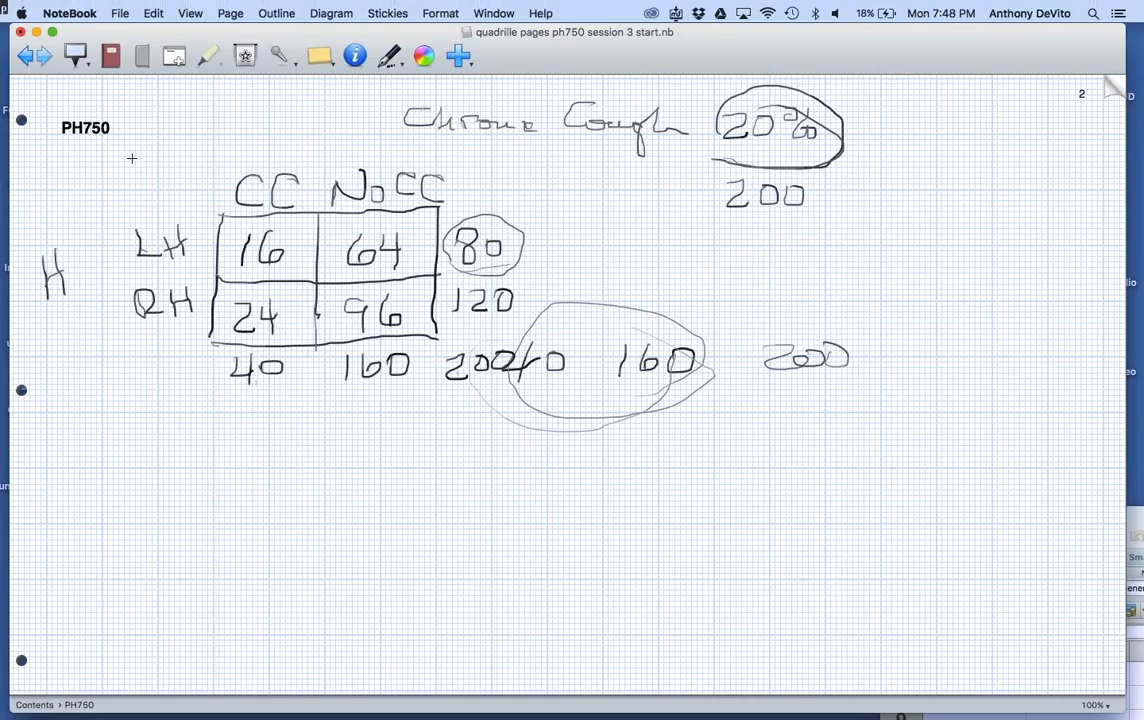 NoteBook File Edit View Page Outline Diagram Stickies Format Window Help 18% Mon 7:48 PM Anthony DeVito
quadrille pages ph750 session 3 start.nb
2
PH750
Chronic Cough 20%
200
CC No CC
H
LH 16 64 80
RH 24 96 120
40 160 200 40 160 200
Contents > PH750
100%